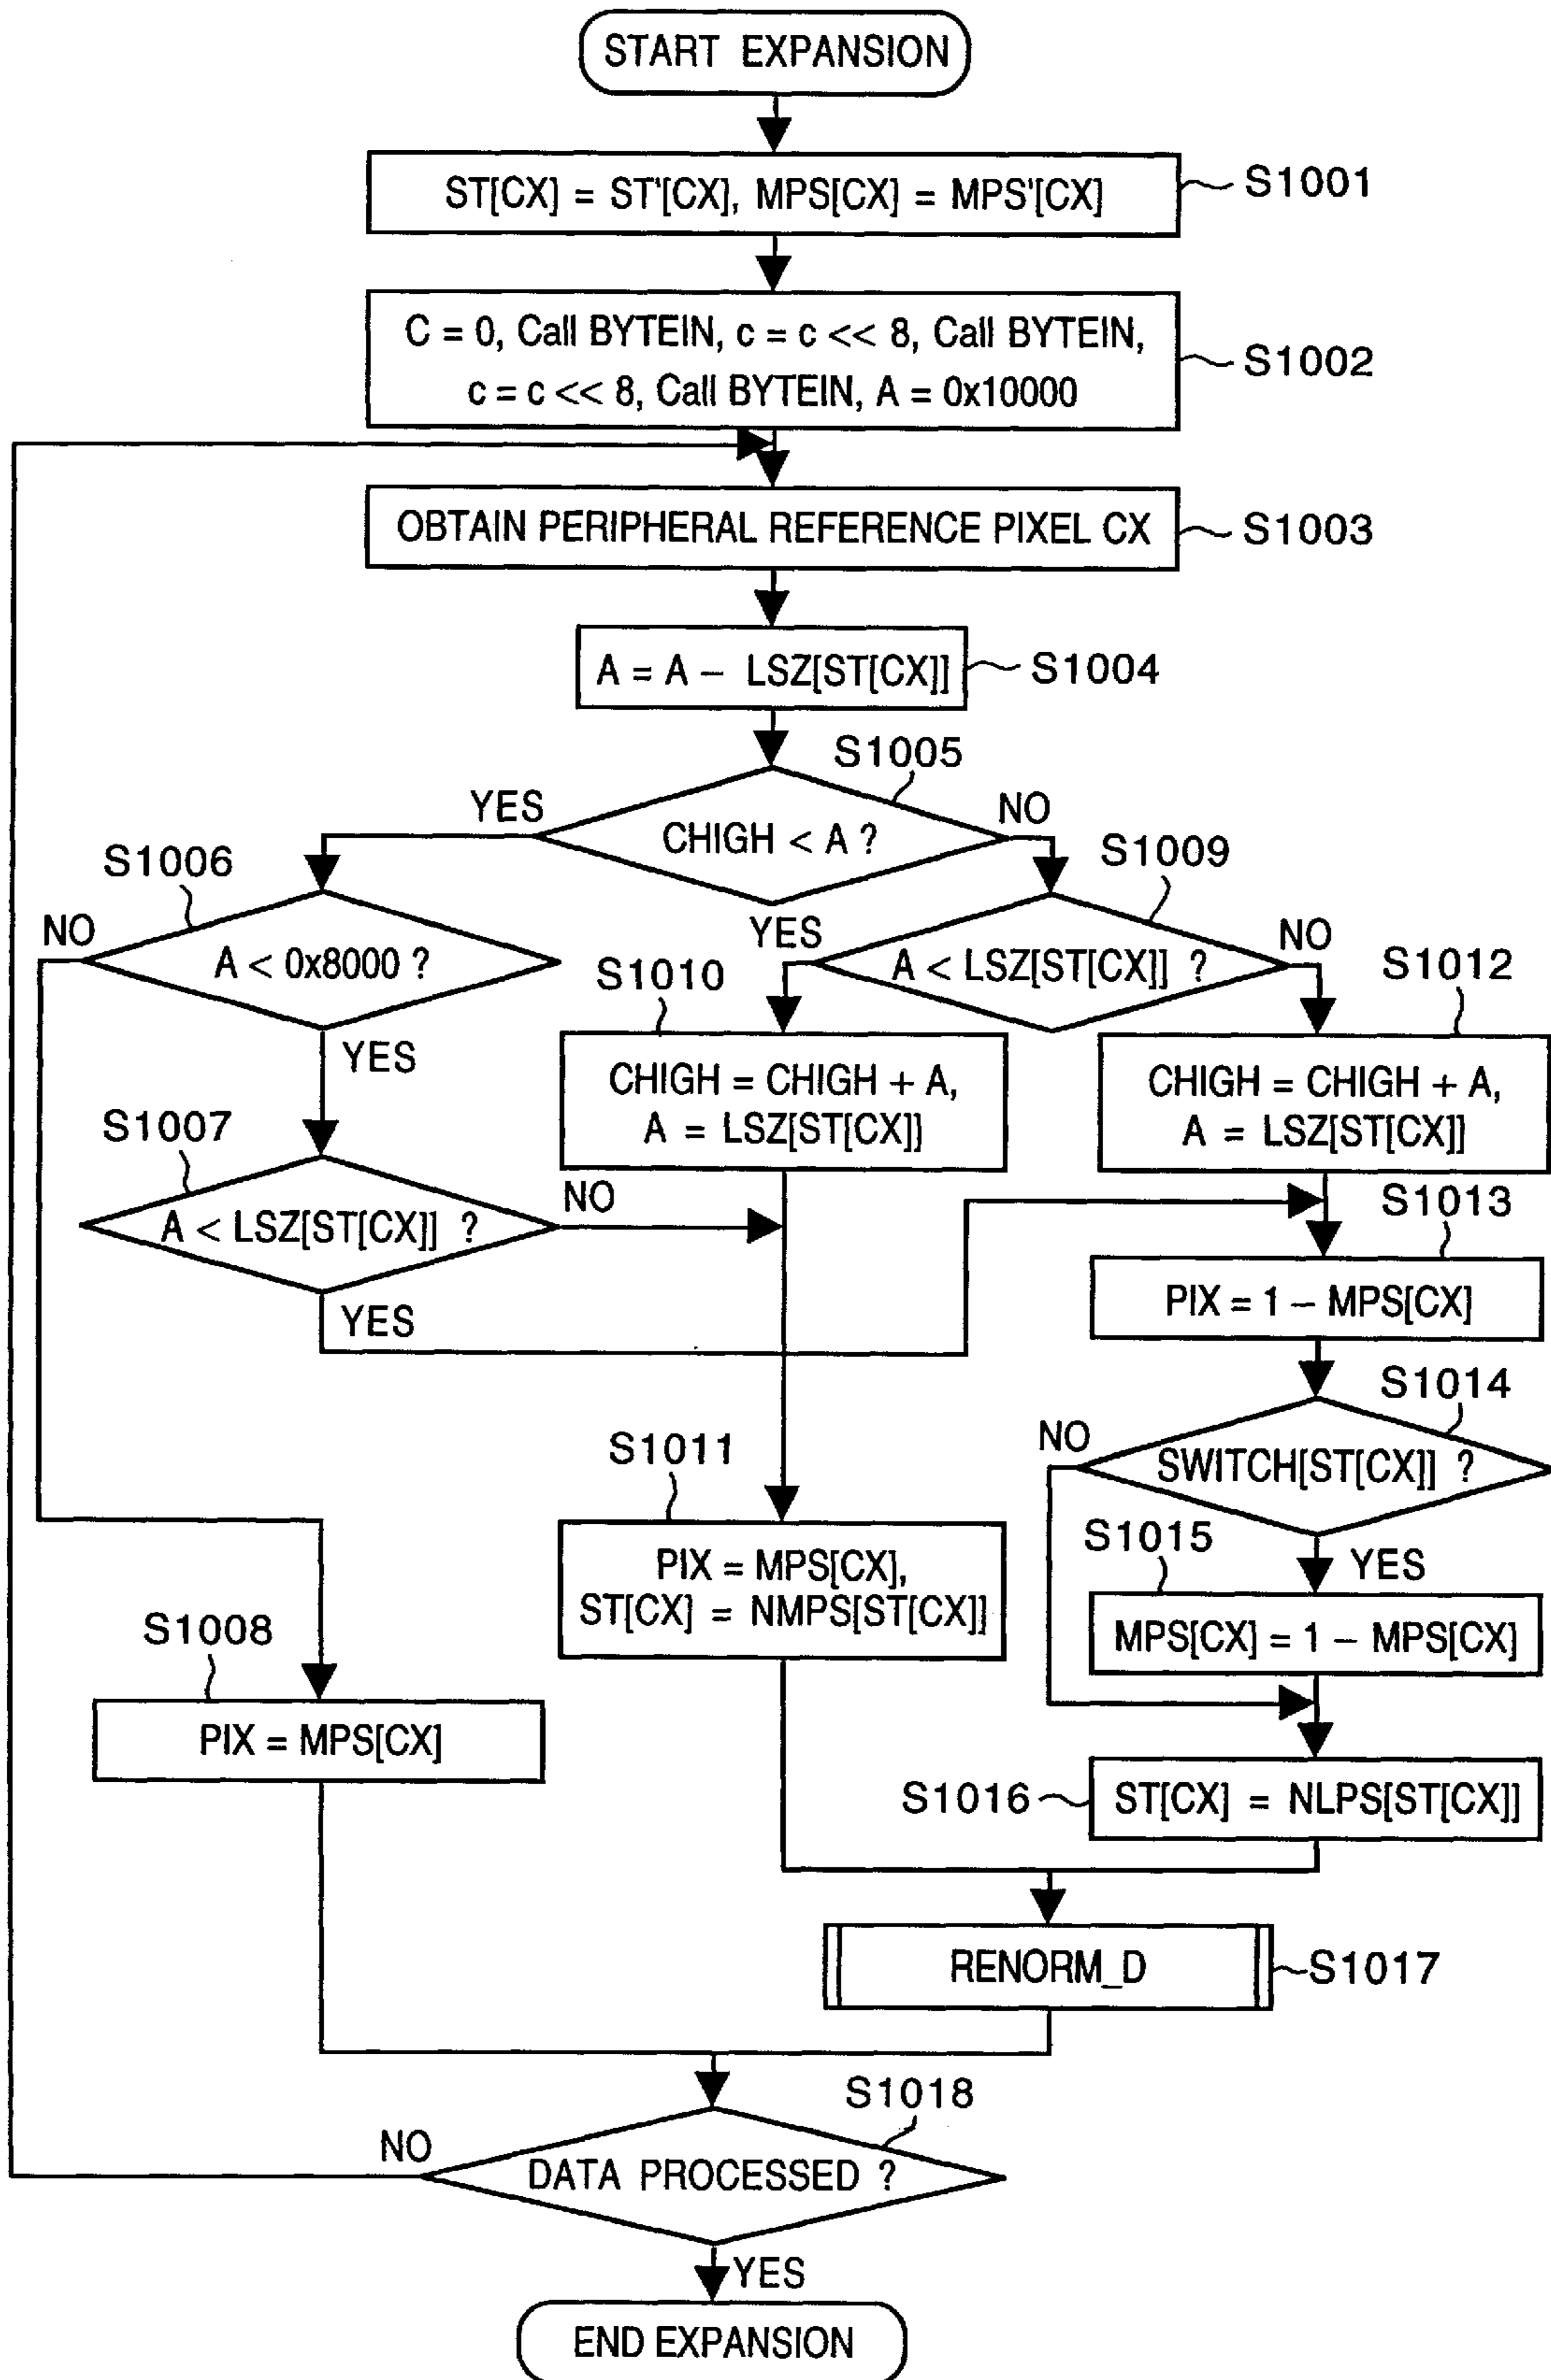 START EXPANSION
ST[CX] = ST'[CX], MPS[CX] = MPS'[CX]
S1001
C = 0, Call BYTEIN, c = c << 8, Call BYTEIN,
c = c << 8, Call BYTEIN, A = 0x10000
S1002
OBTAIN PERIPHERAL REFERENCE PIXEL CX
S1003
A = A – LSZ[ST[CX]]
S1004
S1005
YES
CHIGH < A ?
NO
S1006
S1009
NO
A < 0x8000 ?
YES
YES
A < LSZ[ST[CX]] ?
NO
S1010
CHIGH = CHIGH + A,
A = LSZ[ST[CX]]
S1012
CHIGH = CHIGH + A,
A = LSZ[ST[CX]]
S1007
A < LSZ[ST[CX]] ?
NO
YES
S1013
PIX = 1 – MPS[CX]
S1014
NO
SWITCH[ST[CX]] ?
YES
S1011
PIX = MPS[CX],
ST[CX] = NMPS[ST[CX]]
S1015
MPS[CX] = 1 – MPS[CX]
S1008
PIX = MPS[CX]
S1016
ST[CX] = NLPS[ST[CX]]
RENORM_D
S1017
S1018
NO
DATA PROCESSED ?
YES
END EXPANSION